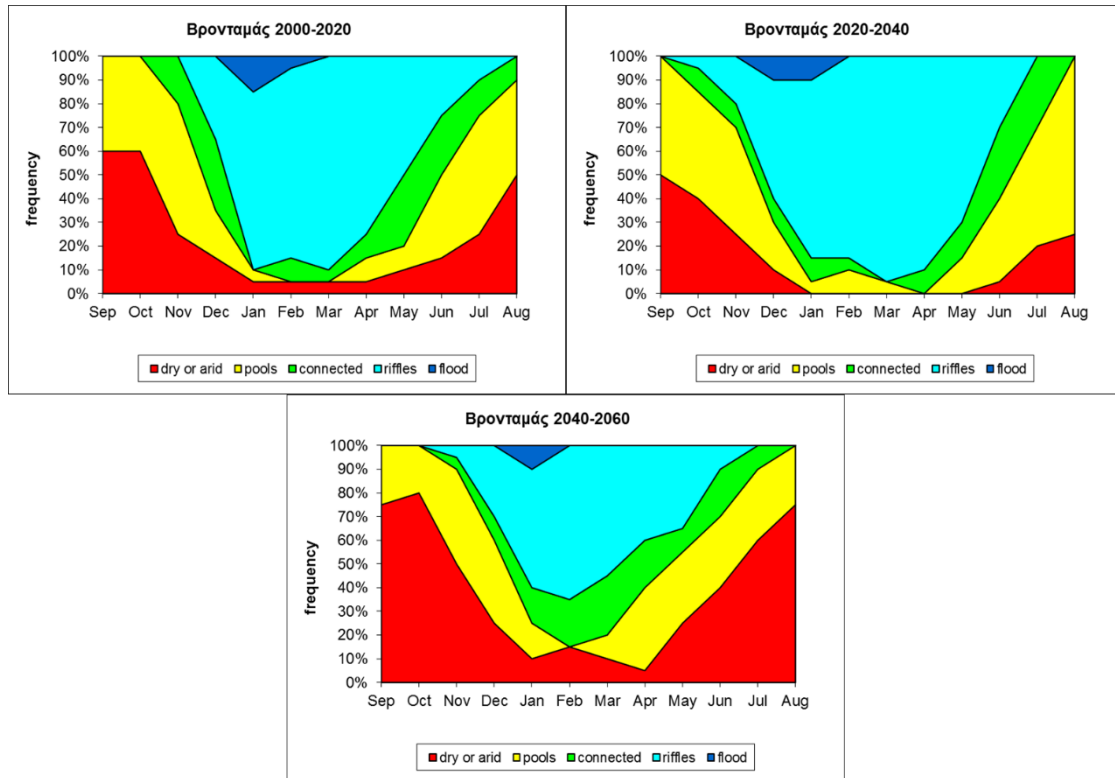 Βρονταμάς 2000-2020
100%
90%
80%
70%
60%
50%
40%
30%
20%
10%
0%
frequency
Sep Oct Nov Dec Jan Feb Mar Apr May Jun Jul Aug
dry or arid pools connected riffles flood
Βρονταμάς 2020-2040
100%
90%
80%
70%
60%
50%
40%
30%
20%
10%
0%
frequency
Sep Oct Nov Dec Jan Feb Mar Apr May Jun Jul Aug
dry or arid pools connected riffles flood
Βρονταμάς 2040-2060
100%
90%
80%
70%
60%
50%
40%
30%
20%
10%
0%
frequency
Sep Oct Nov Dec Jan Feb Mar Apr May Jun Jul Aug
dry or arid pools connected riffles flood